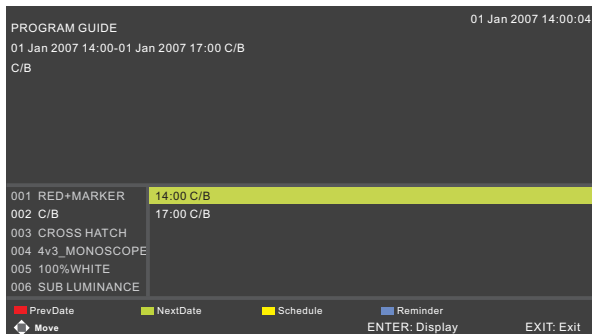 PROGRAM GUIDE
01 Jan 2007 14:00:04
01 Jan 2007 14:00-01 Jan 2007 17:00 C/B
C/B
001 RED+MARKER
14:00 C/B
002 C/B
17:00 C/B
003 CROSS HATCH
004 4v3_MONOSCOPE
005 100%WHITE
006 SUB LUMINANCE
PrevDate NextDate Schedule Reminder
Move ENTER: Display EXIT: Exit